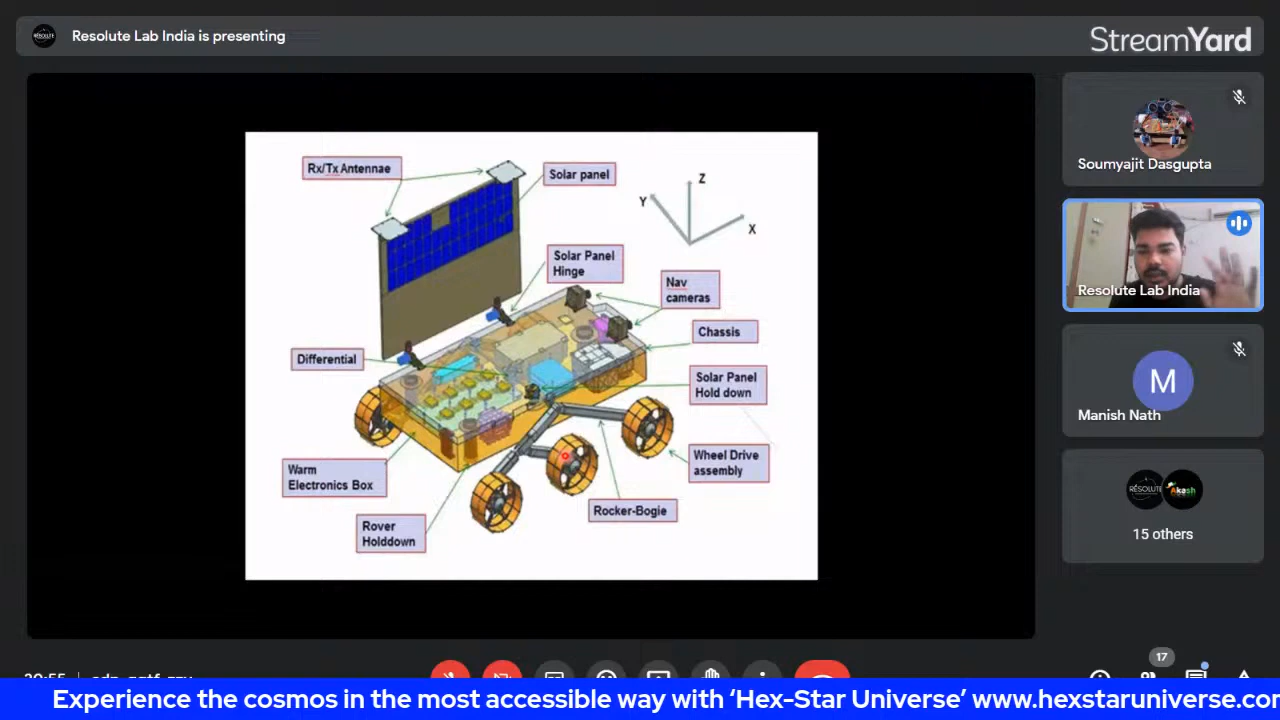 Resolute Lab India is presenting
StreamYard
Rx/Tx Antennae
Solar panel
Z
Y
X
Solar Panel
Hinge
Nav
cameras
Chassis
Differential
Solar Panel
Hold down
Wheel Drive
assembly
Warm
Electronics Box
Rocker-Bogie
Rover
Holddown
Soumyajit Dasgupta
Resolute Lab India
M
Manish Nath
RÉSOLUTE
Akash
15 others
17
Experience the cosmos in the most accessible way with ‘Hex-Star Universe’ www.hexstaruniverse.com